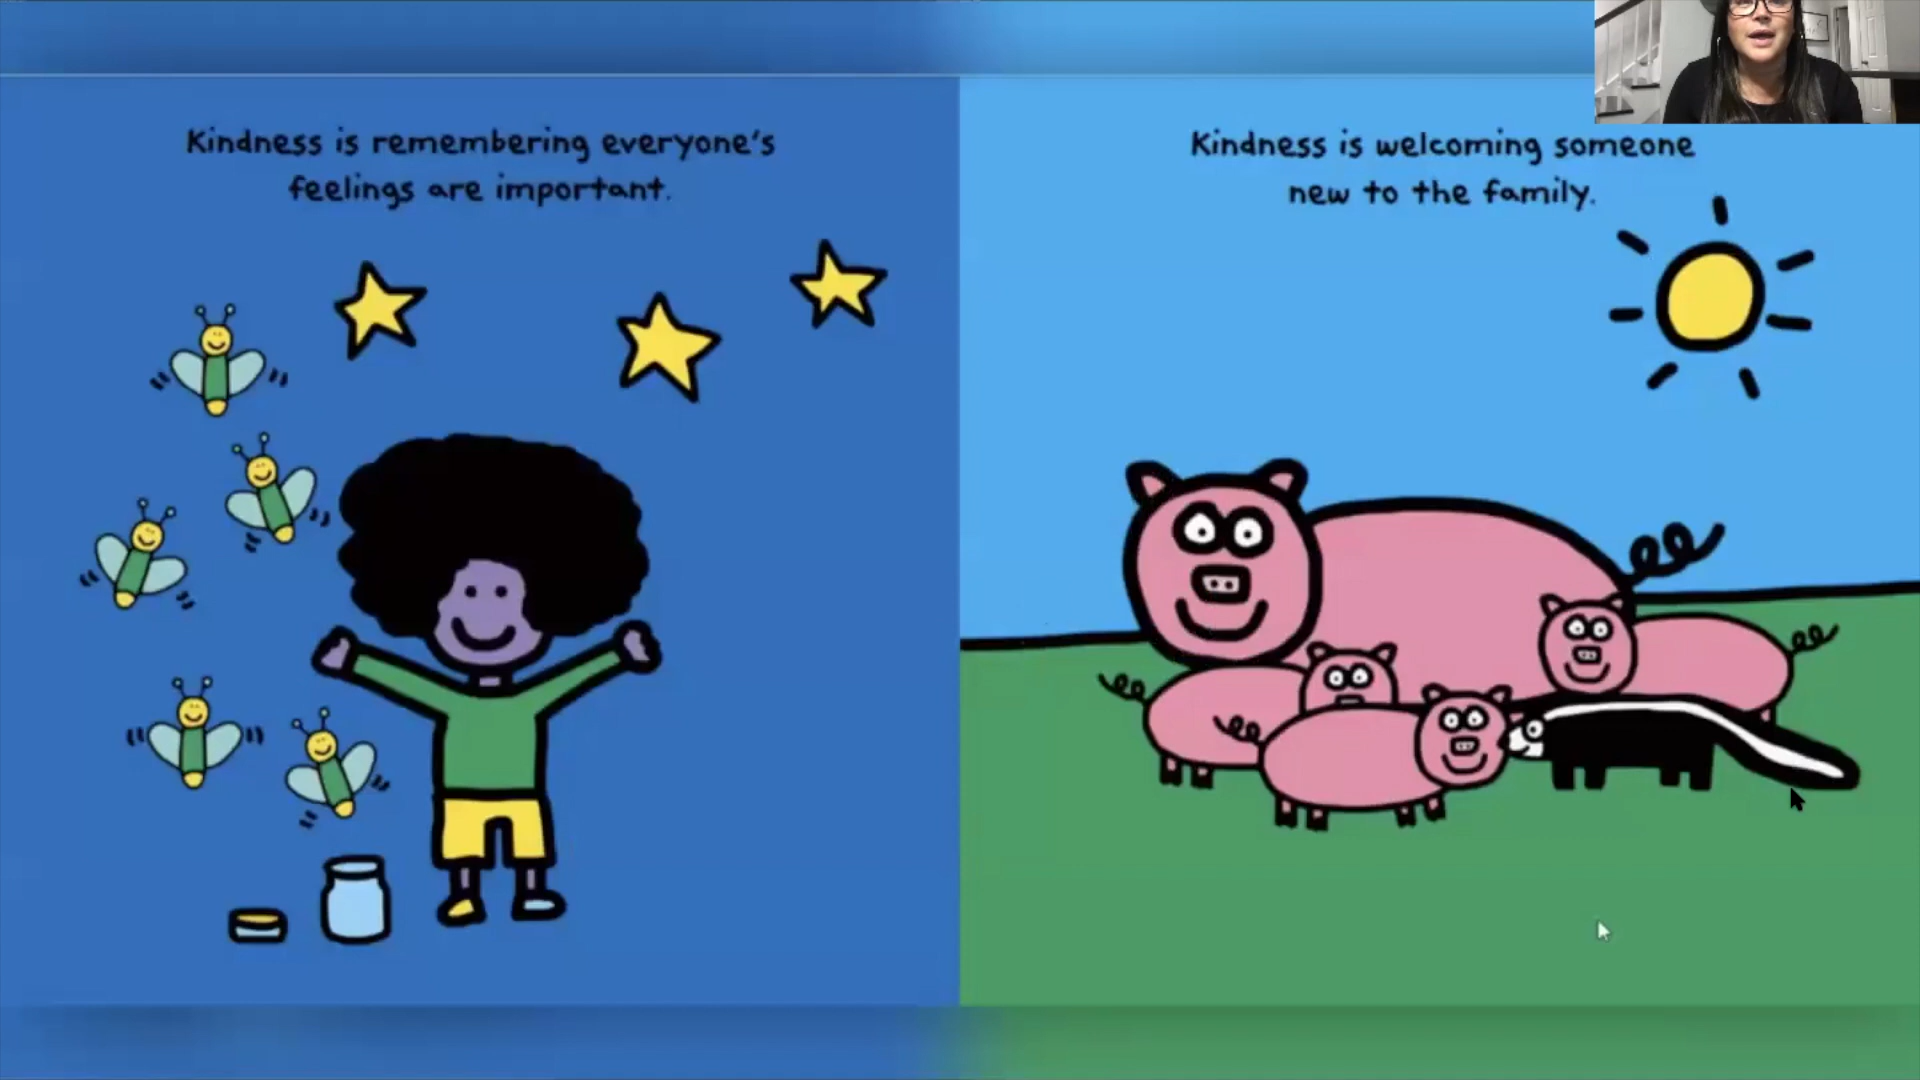 Kindness is remembering everyone's
feelings are important.
Kindness is welcoming someone
new to the family.